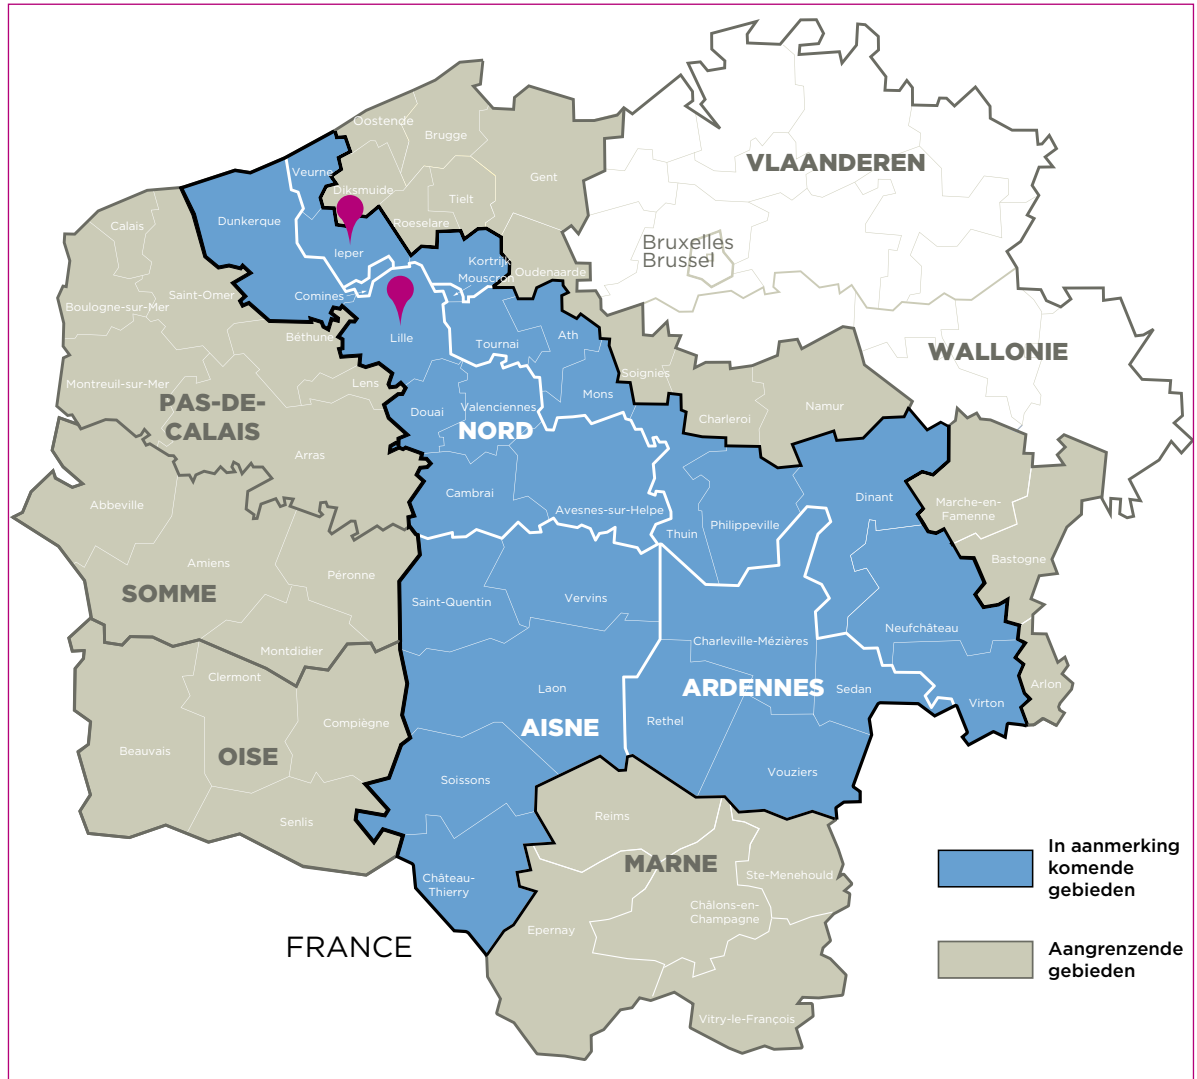 Oostende
Brugge
VLAANDEREN
Veurne
Gent
Diksmuide
Tielt
Dunkerque
Roeselare
Calais
Bruxelles
Brussel
Ieper
Kortrijk
Oudenaarde
Mouscron
Saint-Omer
Comines
Boulogne-sur-Mer
Béthune
Lille
Tournai
Ath
WALLONIE
Soignies
Montreuil-sur-Mer
Lens
Mons
PAS-DE-
CALAIS
Douai
Valenciennes
NORD
Charleroi
Namur
Arras
Cambrai
Dinant
Abbeville
Avesnes-sur-Helpe
Marche-en-
Famenne
Thuin
Philippeville
Bastogne
Amiens
Péronne
SOMME
Saint-Quentin
Vervins
Neufchâteau
Charleville-Mézières
Montdidier
Clermont
Laon
ARDENNES
Sedan
Arlon
Virton
Compiègne
Rethel
AISNE
Beauvais
OISE
Soissons
Vouziers
Senlis
Reims
MARNE
Château-
Thierry
Ste-Menehould
Châlons-en-
Champagne
Epernay
FRANCE
Vitry-le-François
In aanmerking
komende
gebieden
Aangrenzende
gebieden